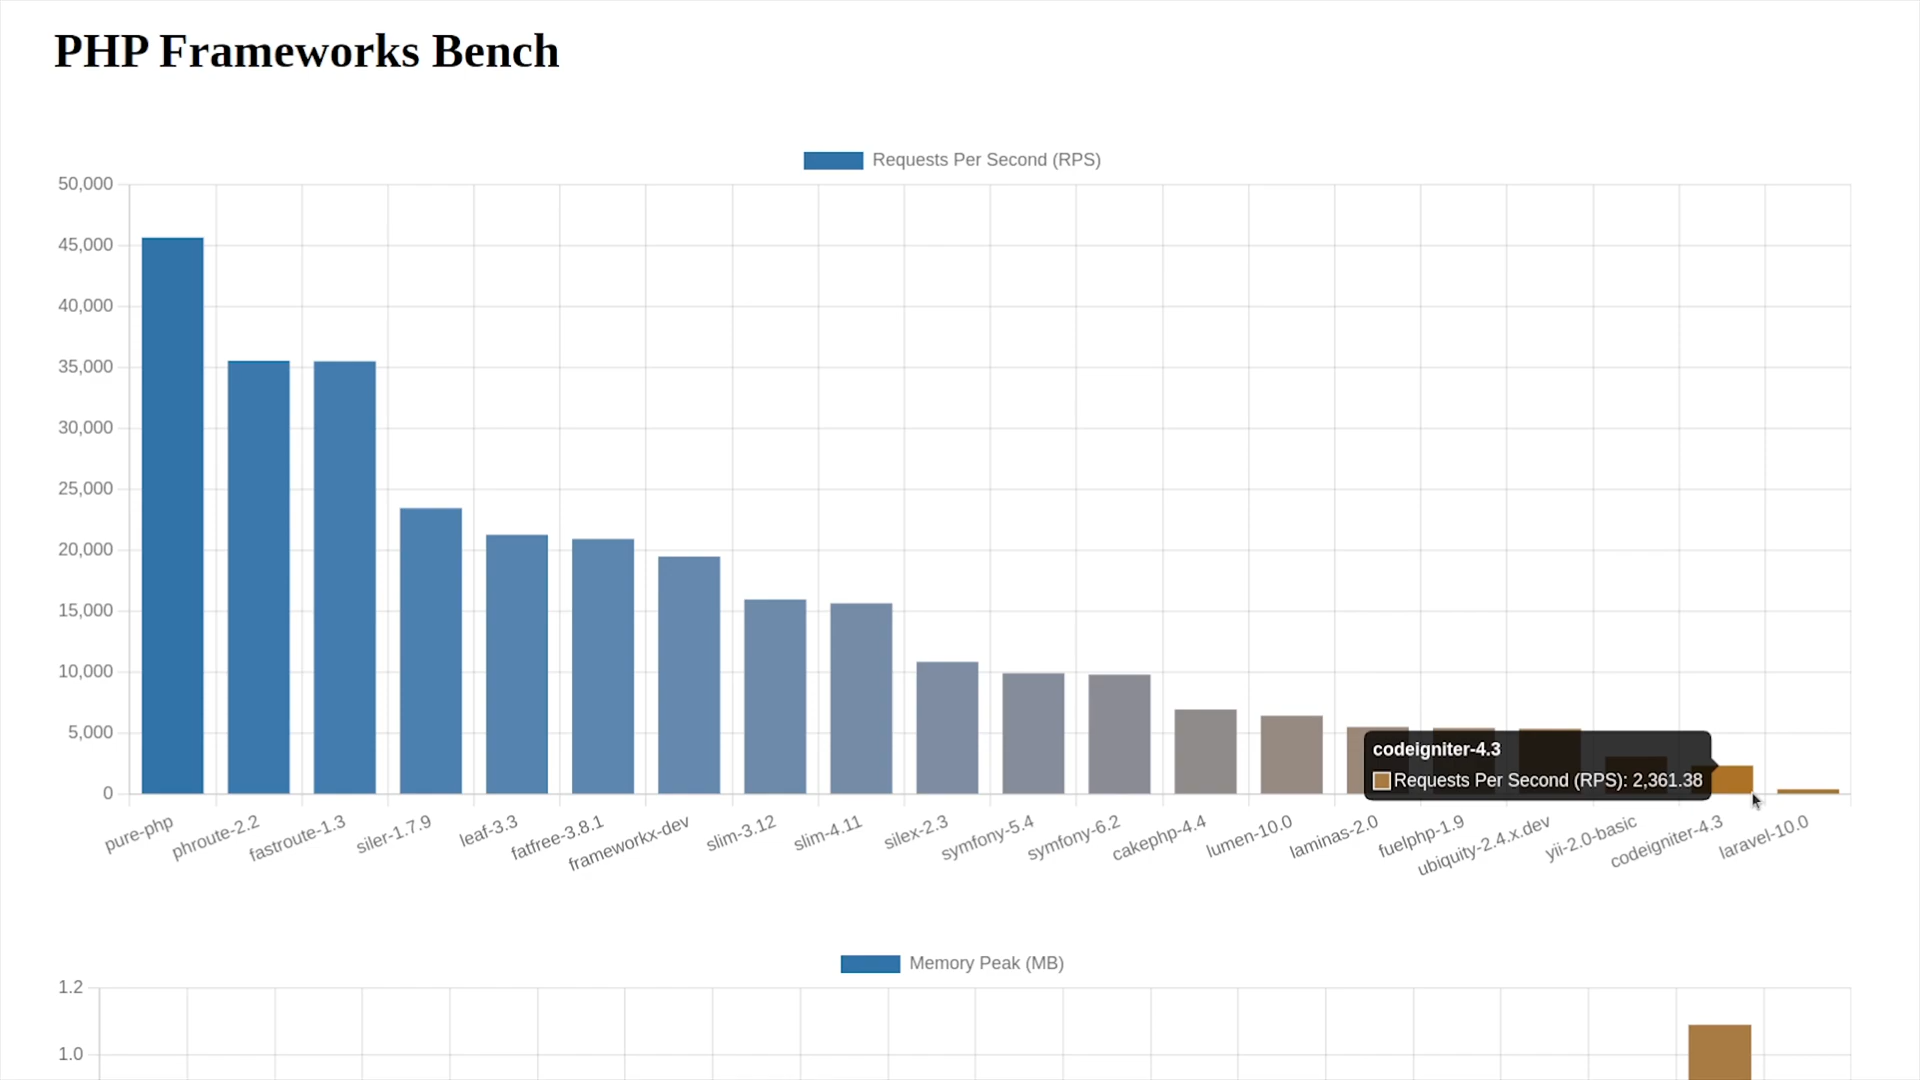 PHP Frameworks Bench
Requests Per Second (RPS)
50,000
45,000
40,000
35,000
30,000
25,000
20,000
15,000
10,000
5,000
0
codeigniter-4.3
Requests Per Second (RPS): 2,361.38
pure-php
phroute-2.2
fastroute-1.3
siler-1.7.9
leaf-3.3
fatfree-3.8.1
frameworkx-dev
slim-3.12
slim-4.11
silex-2.3
symfony-5.4
symfony-6.2
cakephp-4.4
lumen-10.0
laminas-2.0
fuelphp-1.9
ubiquity-2.4.x.dev
yii-2.0-basic
codeigniter-4.3
laravel-10.0
Memory Peak (MB)
1.2
1.0